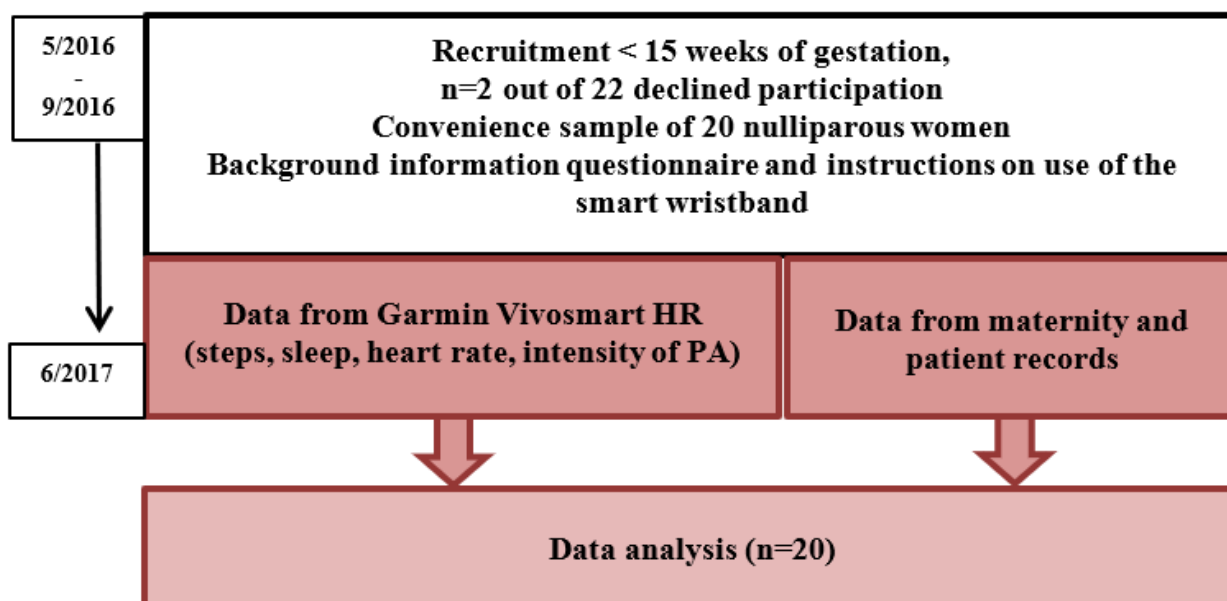 5/2016
-
9/2016
Recruitment < 15 weeks of gestation,
n=2 out of 22 declined participation
Convenience sample of 20 nulliparous women
Background information questionnaire and instructions on use of the
smart wristband
6/2017
Data from Garmin Vivosmart HR
(steps, sleep, heart rate, intensity of PA)
Data from maternity and
patient records
Data analysis (n=20)